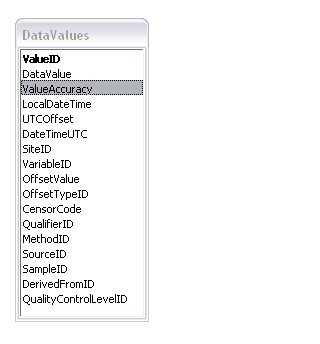 DataValues
ValueID
DataValue
ValueAccuracy
LocalDateTime
UTCOffset
DateTimeUTC
SiteID
VariableID
OffsetValue
OffsetTypeID
CensorCode
QualifierID
MethodID
SourceID
SampleID
DerivedFromID
QualityControlLevelID